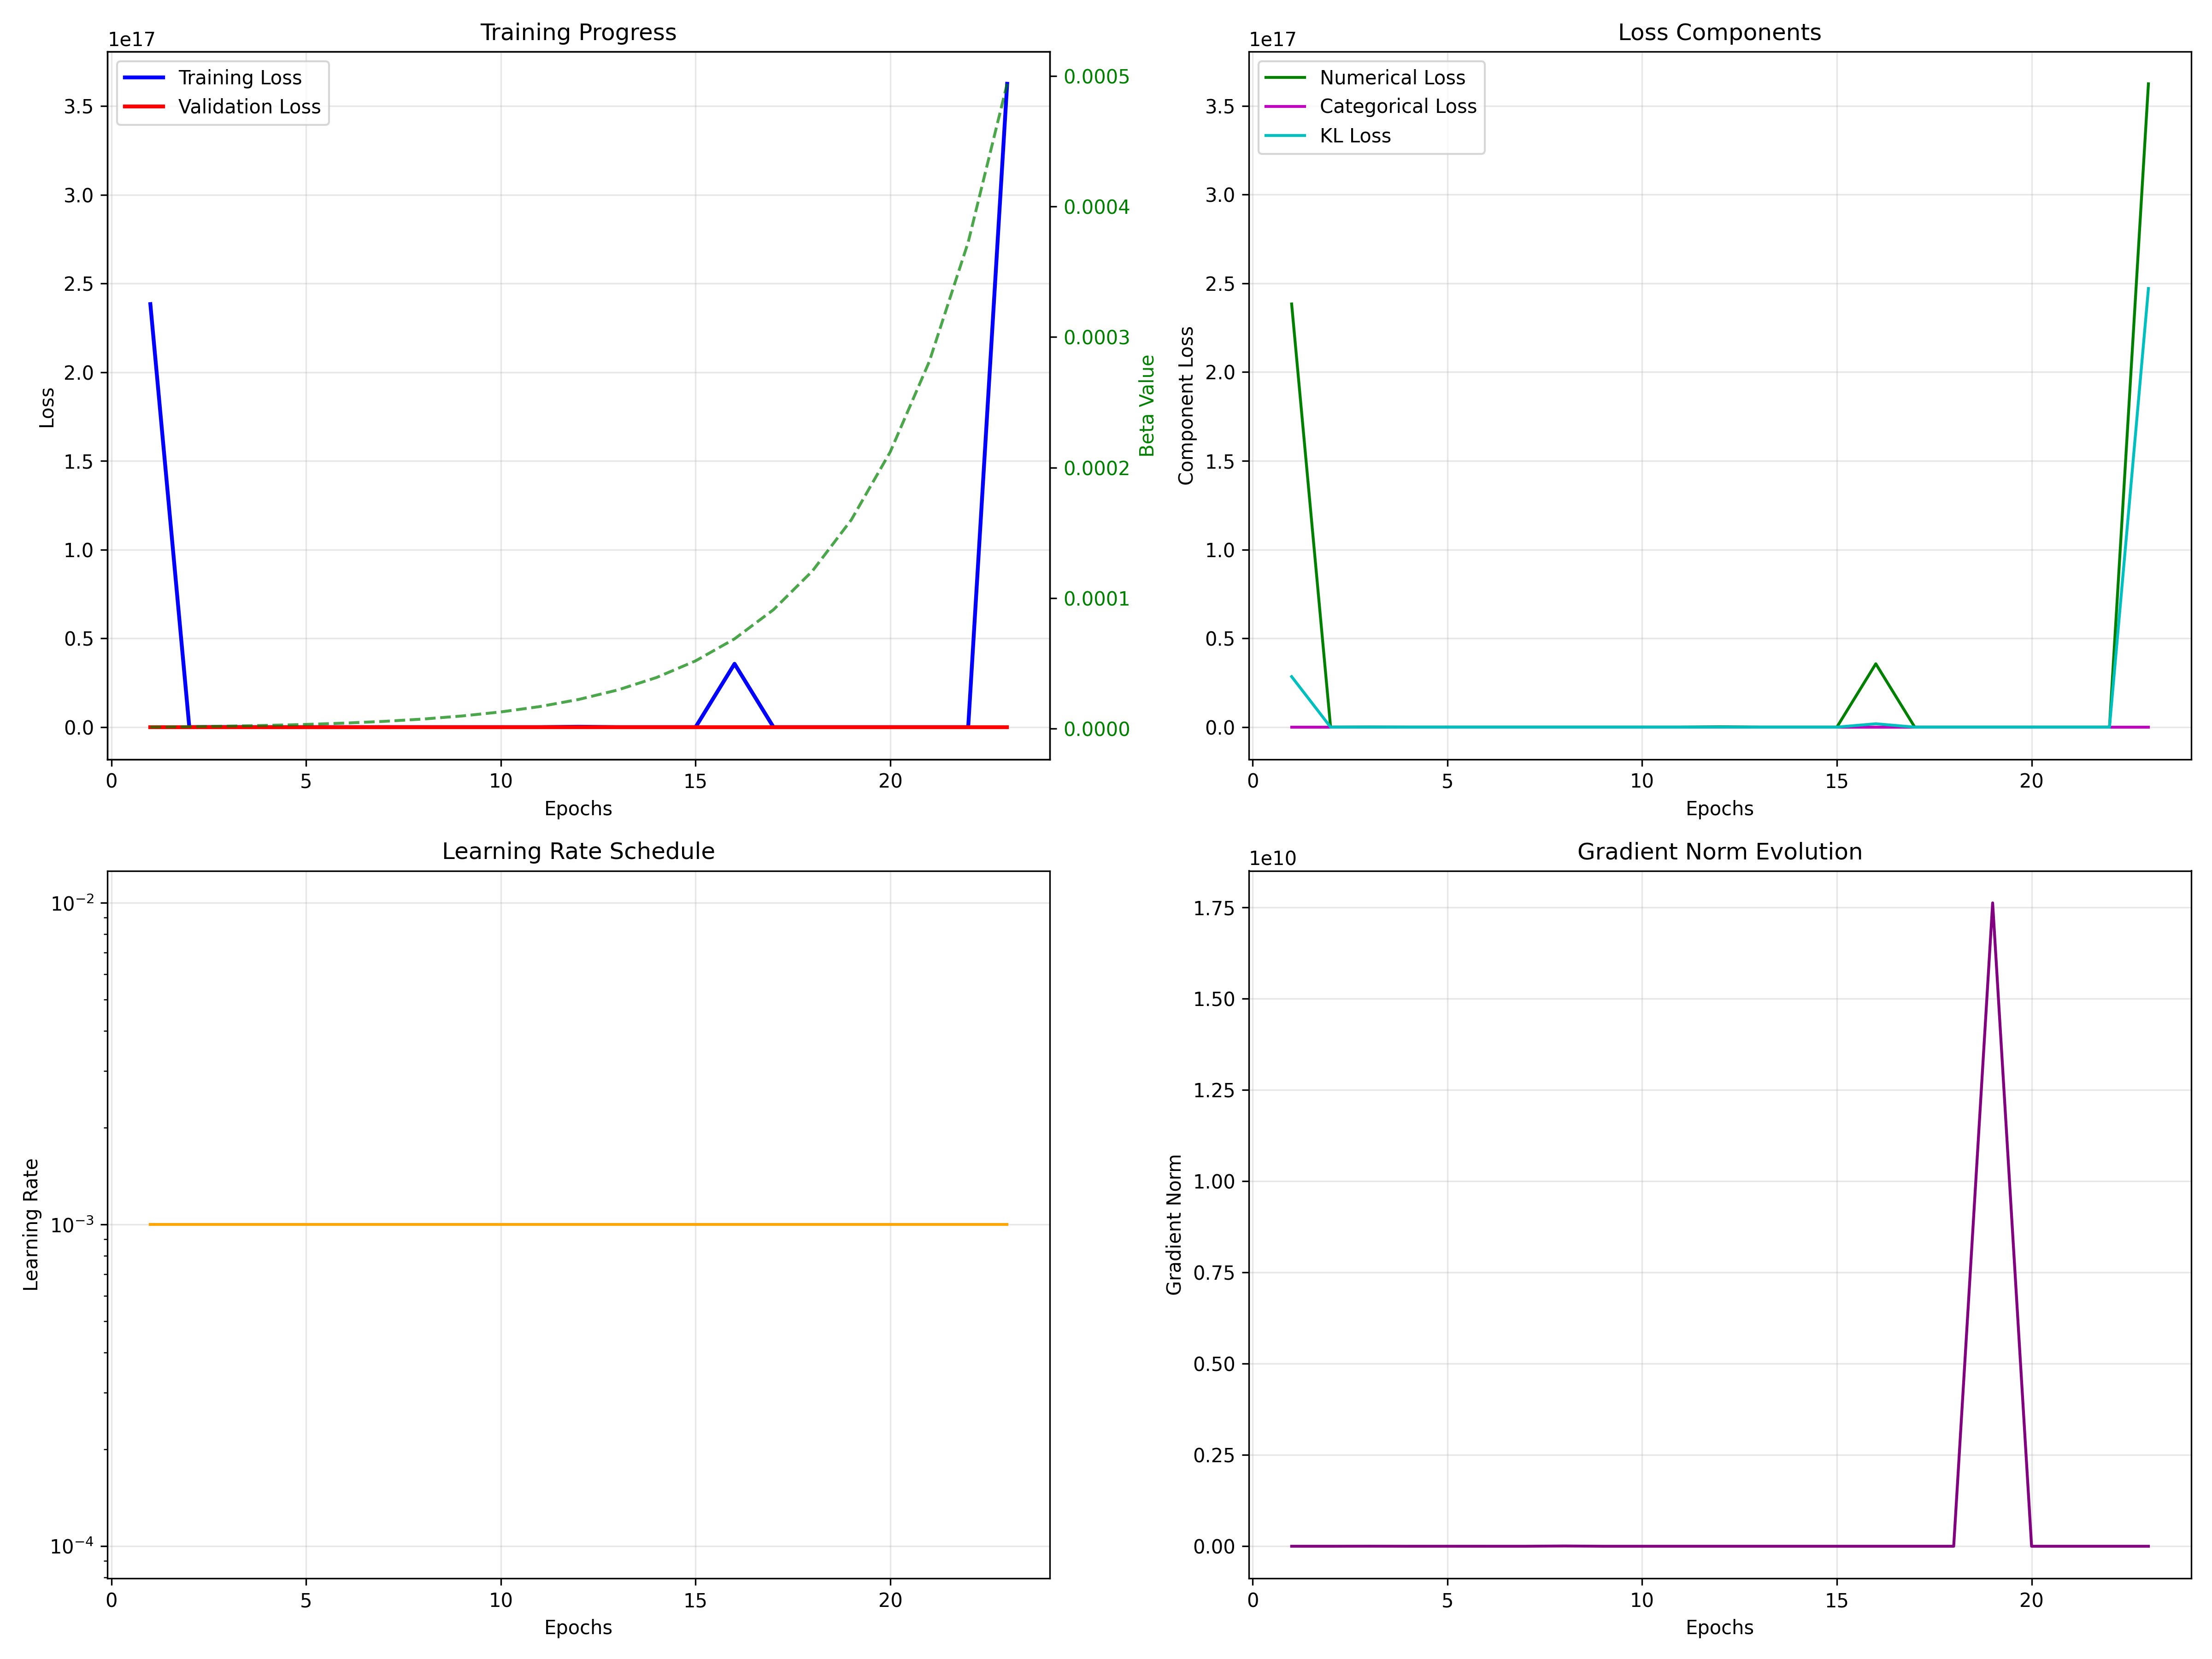 Training Progress
1e17
Training Loss
Validation Loss
3.5
3.0
2.5
2.0
1.5
1.0
0.5
0.0
Loss
0.0005
0.0004
0.0003
0.0002
0.0001
0.0000
Beta Value
0
5
10
15
20
Epochs
Loss Components
1e17
Numerical Loss
Categorical Loss
KL Loss
3.5
3.0
2.5
2.0
1.5
1.0
0.5
0.0
Component Loss
0
5
10
15
20
Epochs
Learning Rate Schedule
10⁻²
10⁻³
10⁻⁴
Learning Rate
0
5
10
15
20
Epochs
Gradient Norm Evolution
1e10
1.75
1.50
1.25
1.00
0.75
0.50
0.25
0.00
Gradient Norm
0
5
10
15
20
Epochs